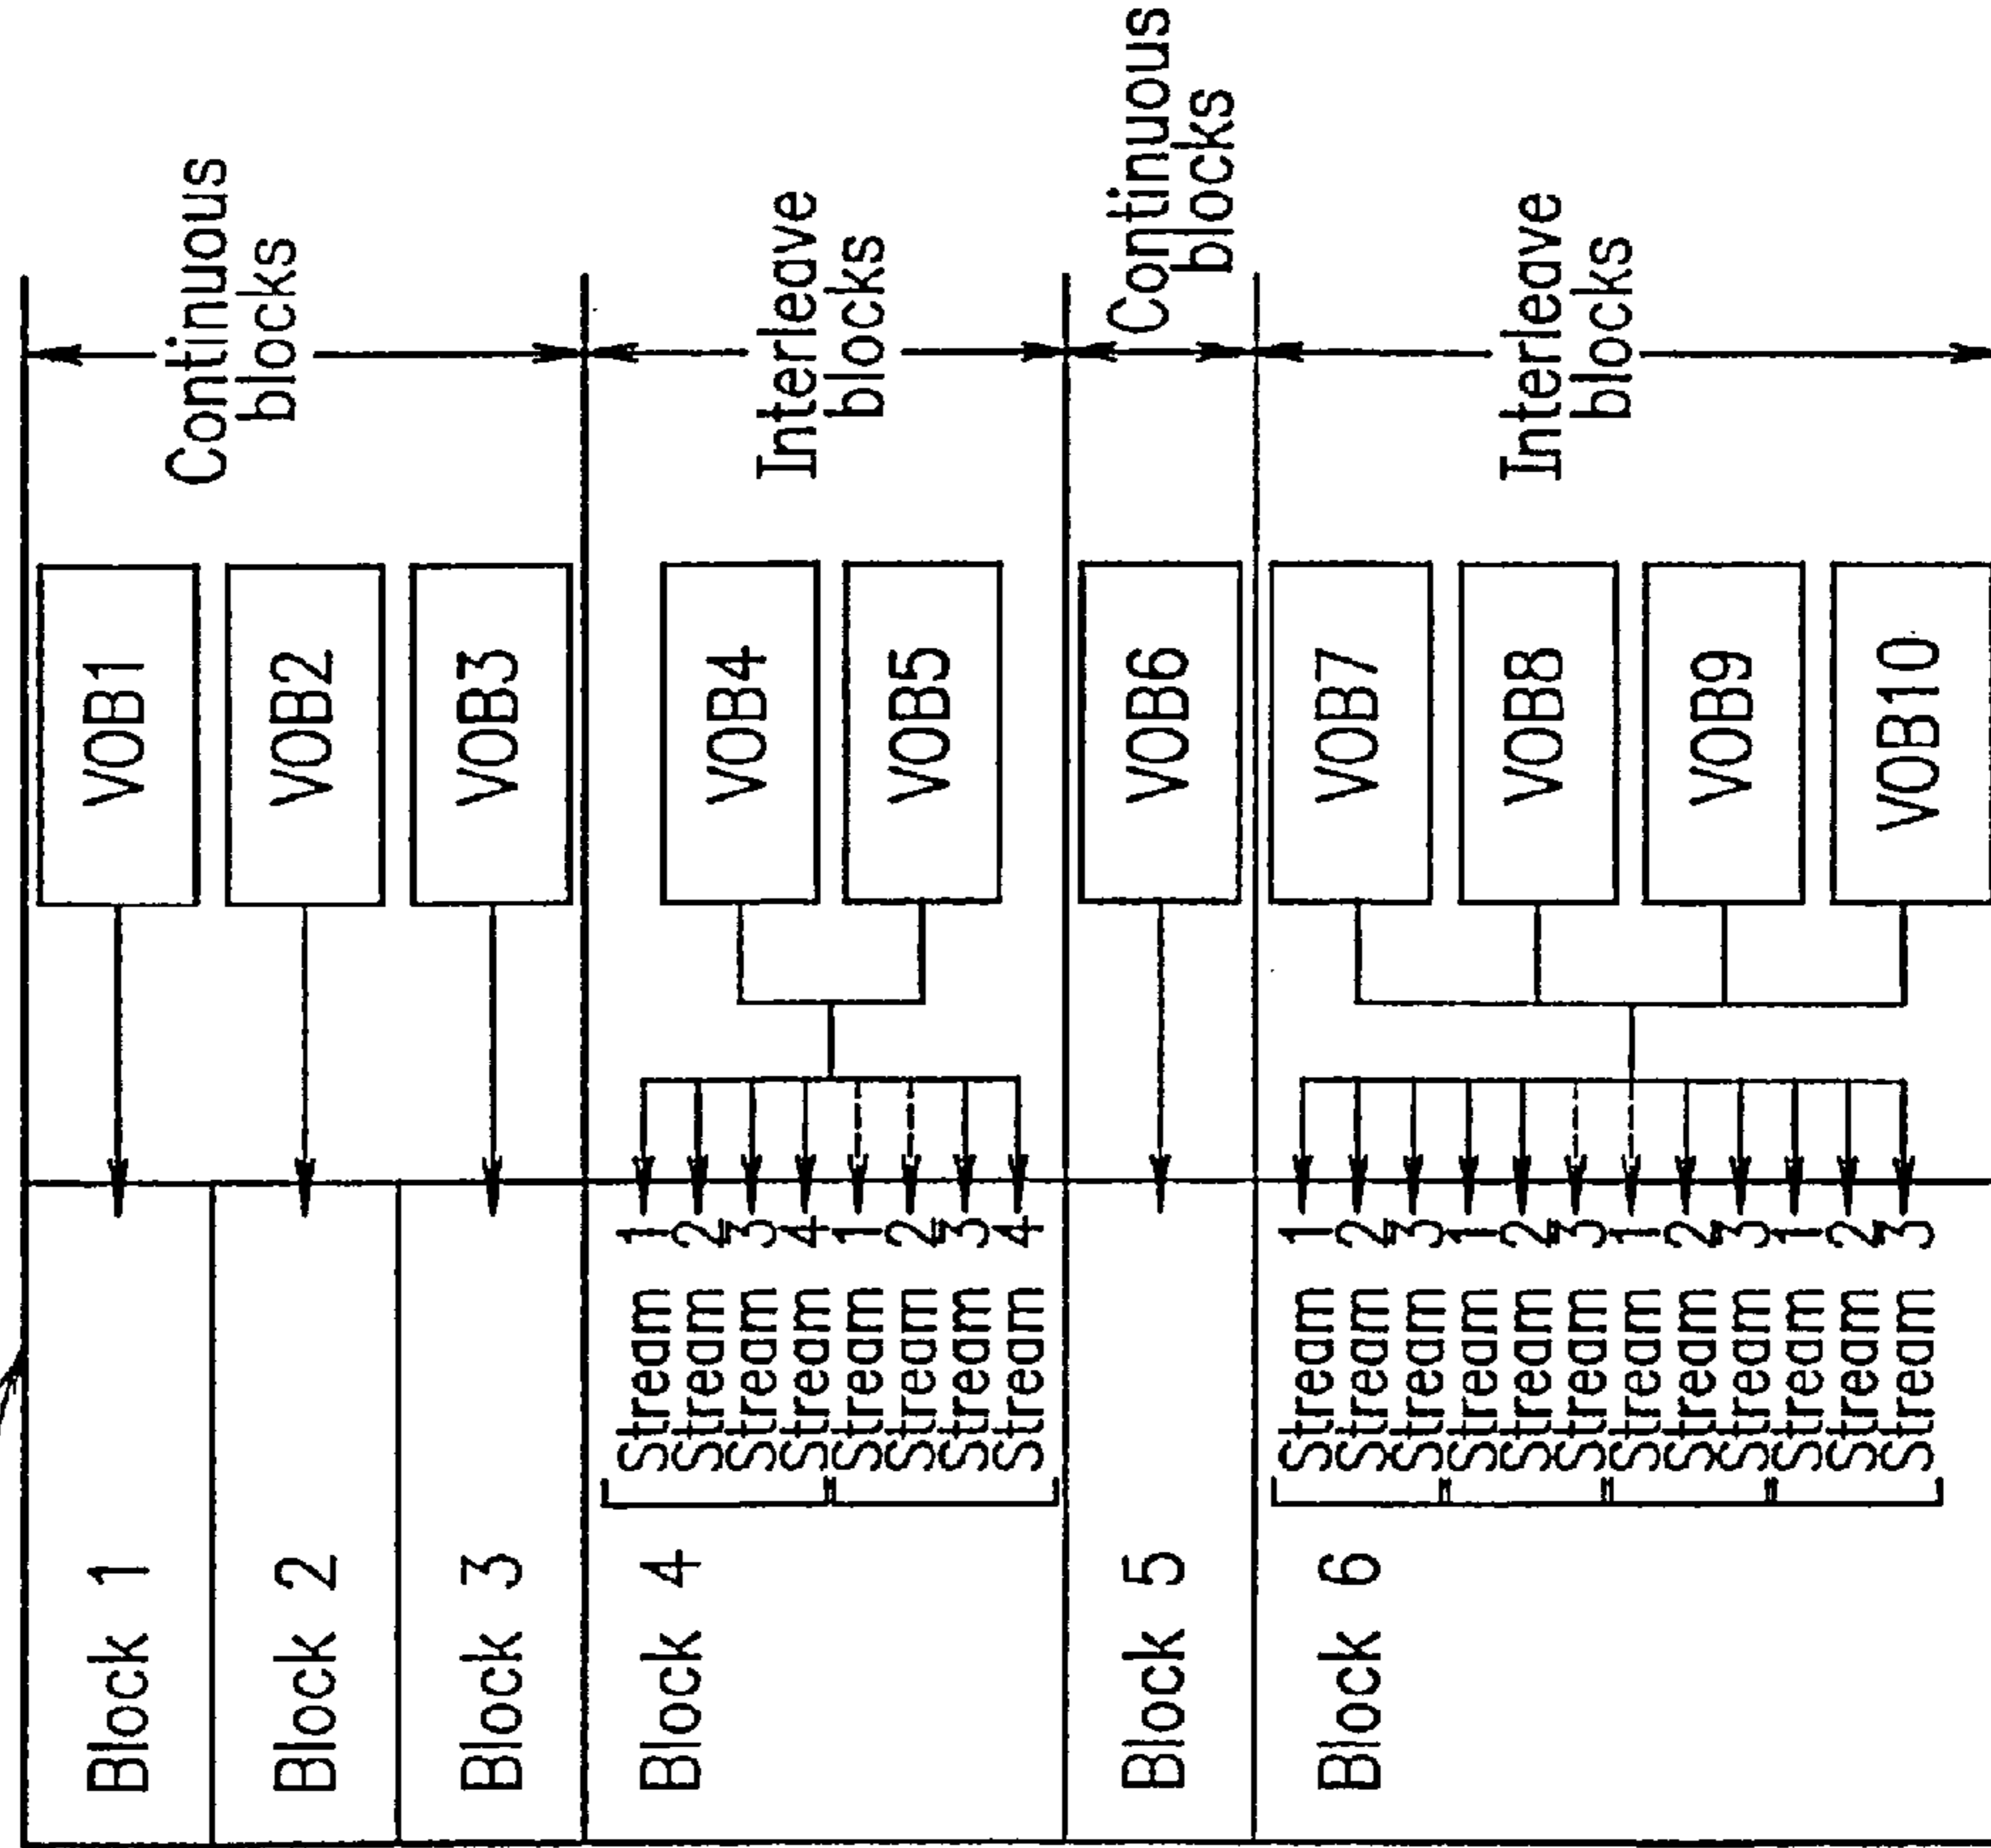 Block 1
VOB1
Continuous
blocks
Block 2
VOB2
Block 3
VOB3
Block 4
Stream 1
Stream 2
Stream 3
Stream 4
Stream 1
Stream 2
Stream 3
Stream 4
VOB4
VOB5
Interleave
blocks
Block 5
VOB6
Continuous
blocks
Block 6
Stream 1
Stream 2
Stream 3
Stream 1
Stream 2
Stream 3
Stream 1
Stream 2
Stream 3
Stream 1
Stream 2
Stream 3
VOB7
VOB8
VOB9
VOB10
Interleave
blocks